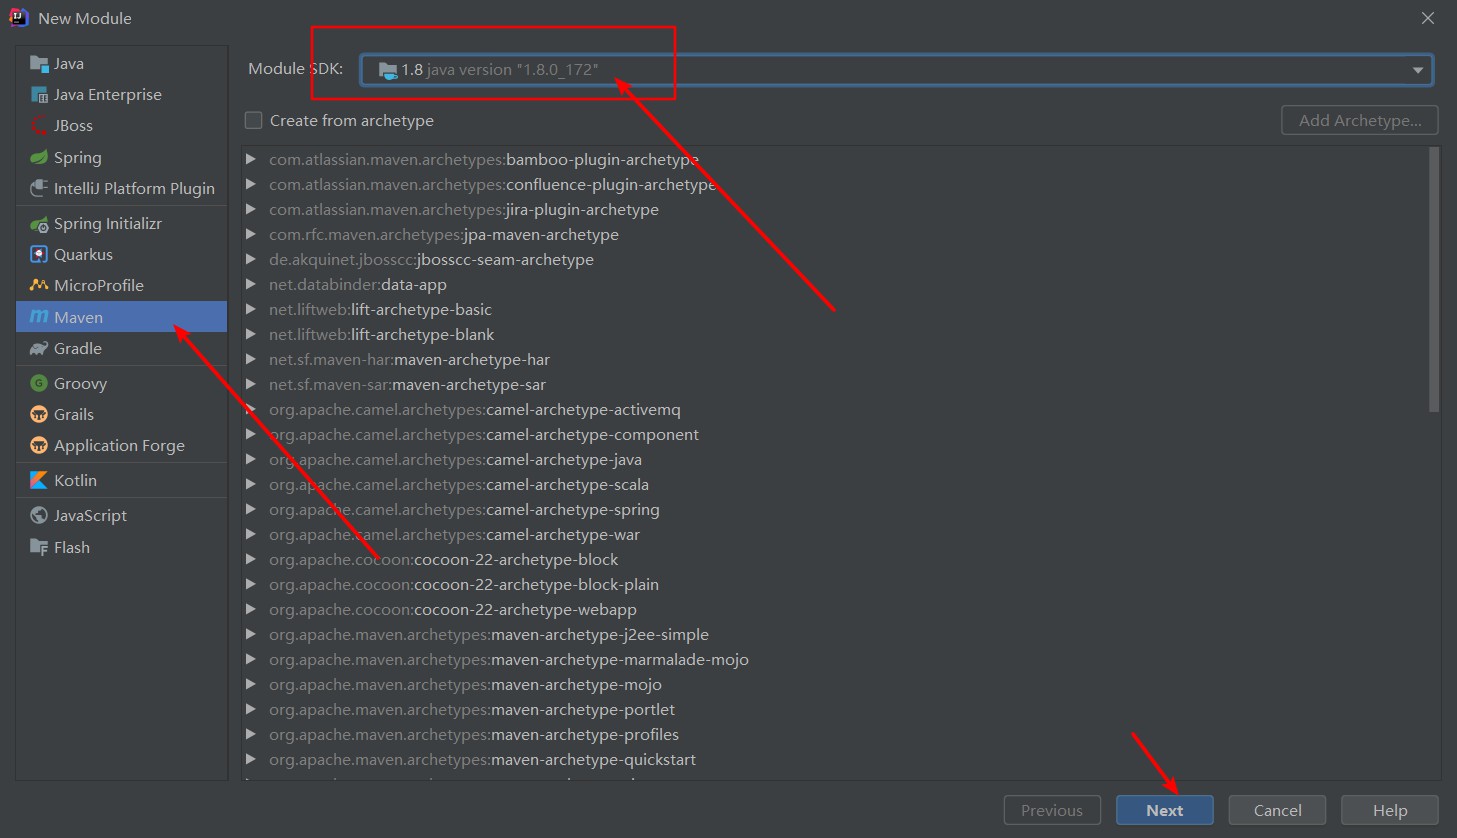 New Module
Java
Java Enterprise
JBoss
Spring
IntelliJ Platform Plugin
Spring Initializr
Quarkus
MicroProfile
Maven
Gradle
Groovy
Grails
Application Forge
Kotlin
JavaScript
Flash
Module SDK: 1.8 java version "1.8.0_172"
Create from archetype
Add Archetype...
com.atlassian.maven.archetypes:bamboo-plugin-archetype
com.atlassian.maven.archetypes:confluence-plugin-archetype
com.atlassian.maven.archetypes:jira-plugin-archetype
com.rfc.maven.archetypes:jpa-maven-archetype
de.akquinet.jbosscc:jbosscc-seam-archetype
net.databinder:data-app
net.liftweb:lift-archetype-basic
net.liftweb:lift-archetype-blank
net.sf.maven-har:maven-archetype-har
net.sf.maven-sar:maven-archetype-sar
org.apache.camel.archetypes:camel-archetype-activemq
org.apache.camel.archetypes:camel-archetype-component
org.apache.camel.archetypes:camel-archetype-java
org.apache.camel.archetypes:camel-archetype-scala
org.apache.camel.archetypes:camel-archetype-spring
org.apache.camel.archetypes:camel-archetype-war
org.apache.cocoon:cocoon-22-archetype-block
org.apache.cocoon:cocoon-22-archetype-block-plain
org.apache.cocoon:cocoon-22-archetype-webapp
org.apache.maven.archetypes:maven-archetype-j2ee-simple
org.apache.maven.archetypes:maven-archetype-marmalade-mojo
org.apache.maven.archetypes:maven-archetype-mojo
org.apache.maven.archetypes:maven-archetype-portlet
org.apache.maven.archetypes:maven-archetype-profiles
org.apache.maven.archetypes:maven-archetype-quickstart
Previous
Next
Cancel
Help